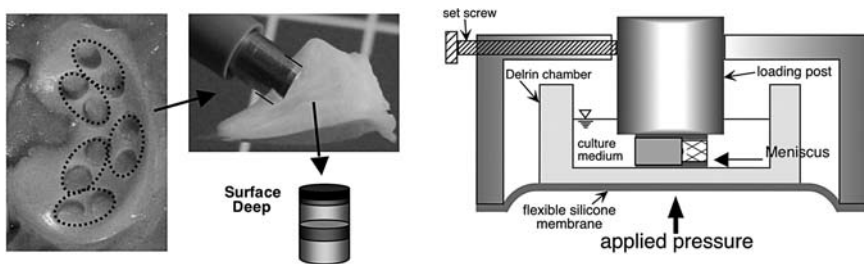 Surface
Deep
set screw
Delrin chamber
loading post
culture
medium
Meniscus
flexible silicone
membrane
applied pressure